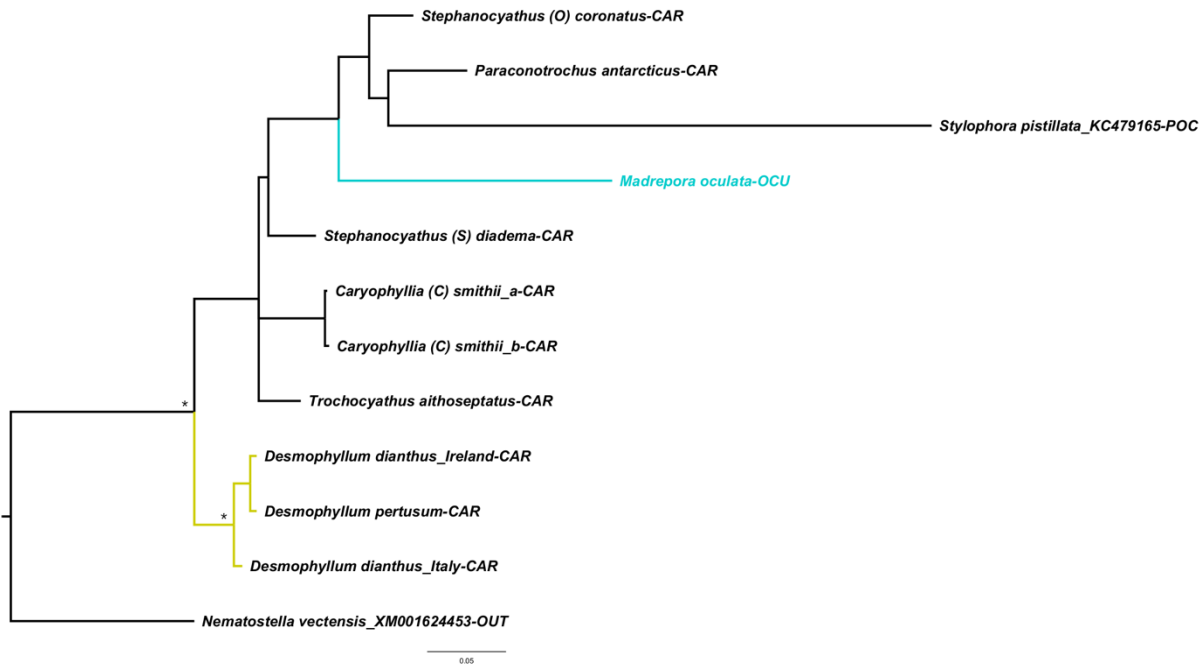 Stephanocyathus (O) coronatus-CAR
Paraconotrochus antarcticus-CAR
Stylophora pistillata_KC479165-POC
Madrepora oculata-OCU
Stephanocyathus (S) diadema-CAR
Caryophyllia (C) smithii_a-CAR
Caryophyllia (C) smithii_b-CAR
Trochocyathus aithoseptatus-CAR
*
Desmophyllum dianthus_Ireland-CAR
Desmophyllum pertusum-CAR
*
Desmophyllum dianthus_Italy-CAR
Nematostella vectensis_XM001624453-OUT
0.05